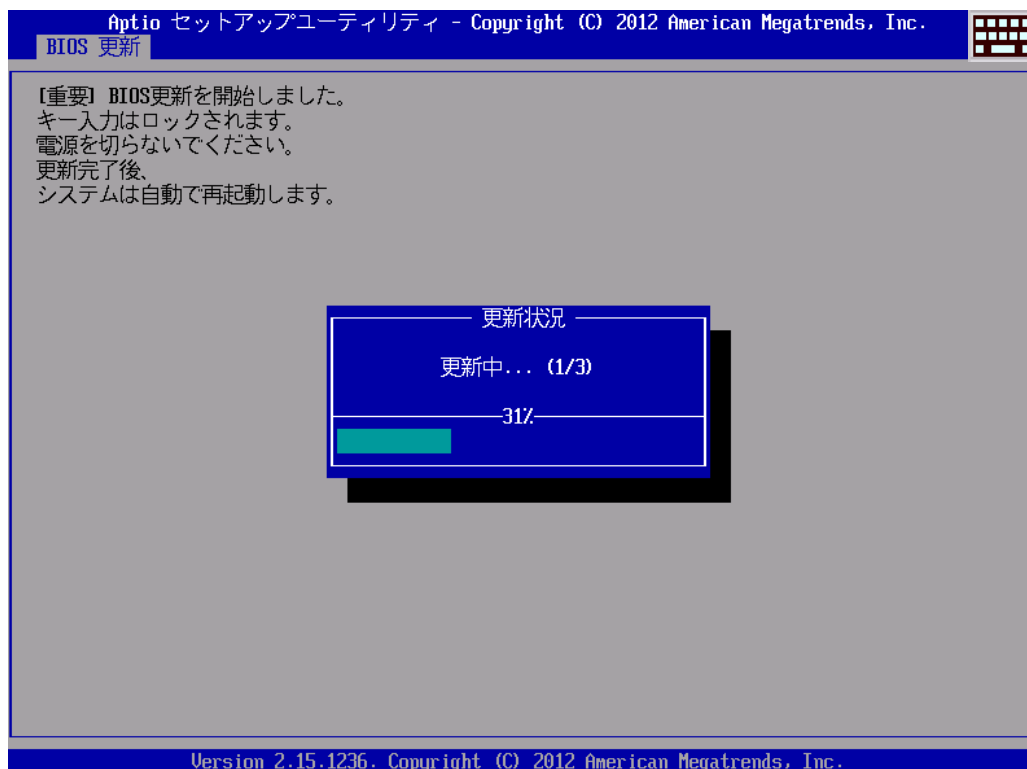 Aptio セットアップユーティリティ - Copyright (C) 2012 American Megatrends, Inc.
BIOS 更新
[重要] BIOS更新を開始しました。
キー入力はロックされます。
電源を切らないでください。
更新完了後、
システムは自動で再起動します。
更新状況
更新中... (1/3)
31%
Version 2.15.1236. Copyright (C) 2012 American Megatrends, Inc.